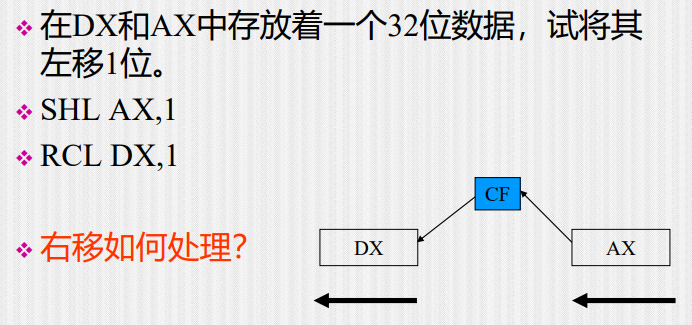 在DX和AX中存放着一个32位数据，试将其
左移1位。
SHL AX,1
RCL DX,1
CF
右移如何处理？
DX
AX